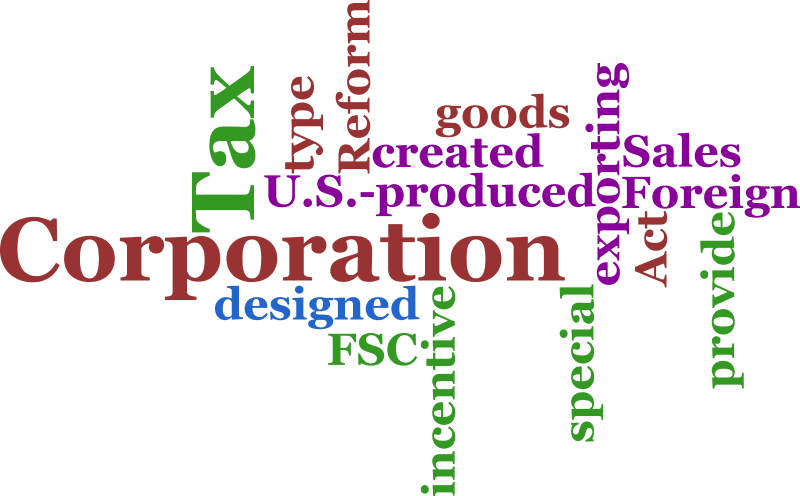 Tax
type
Reform
goods
exporting
created
Sales
U.S.-produced
Foreign
Corporation
Act
provide
designed
FSC
incentive
special